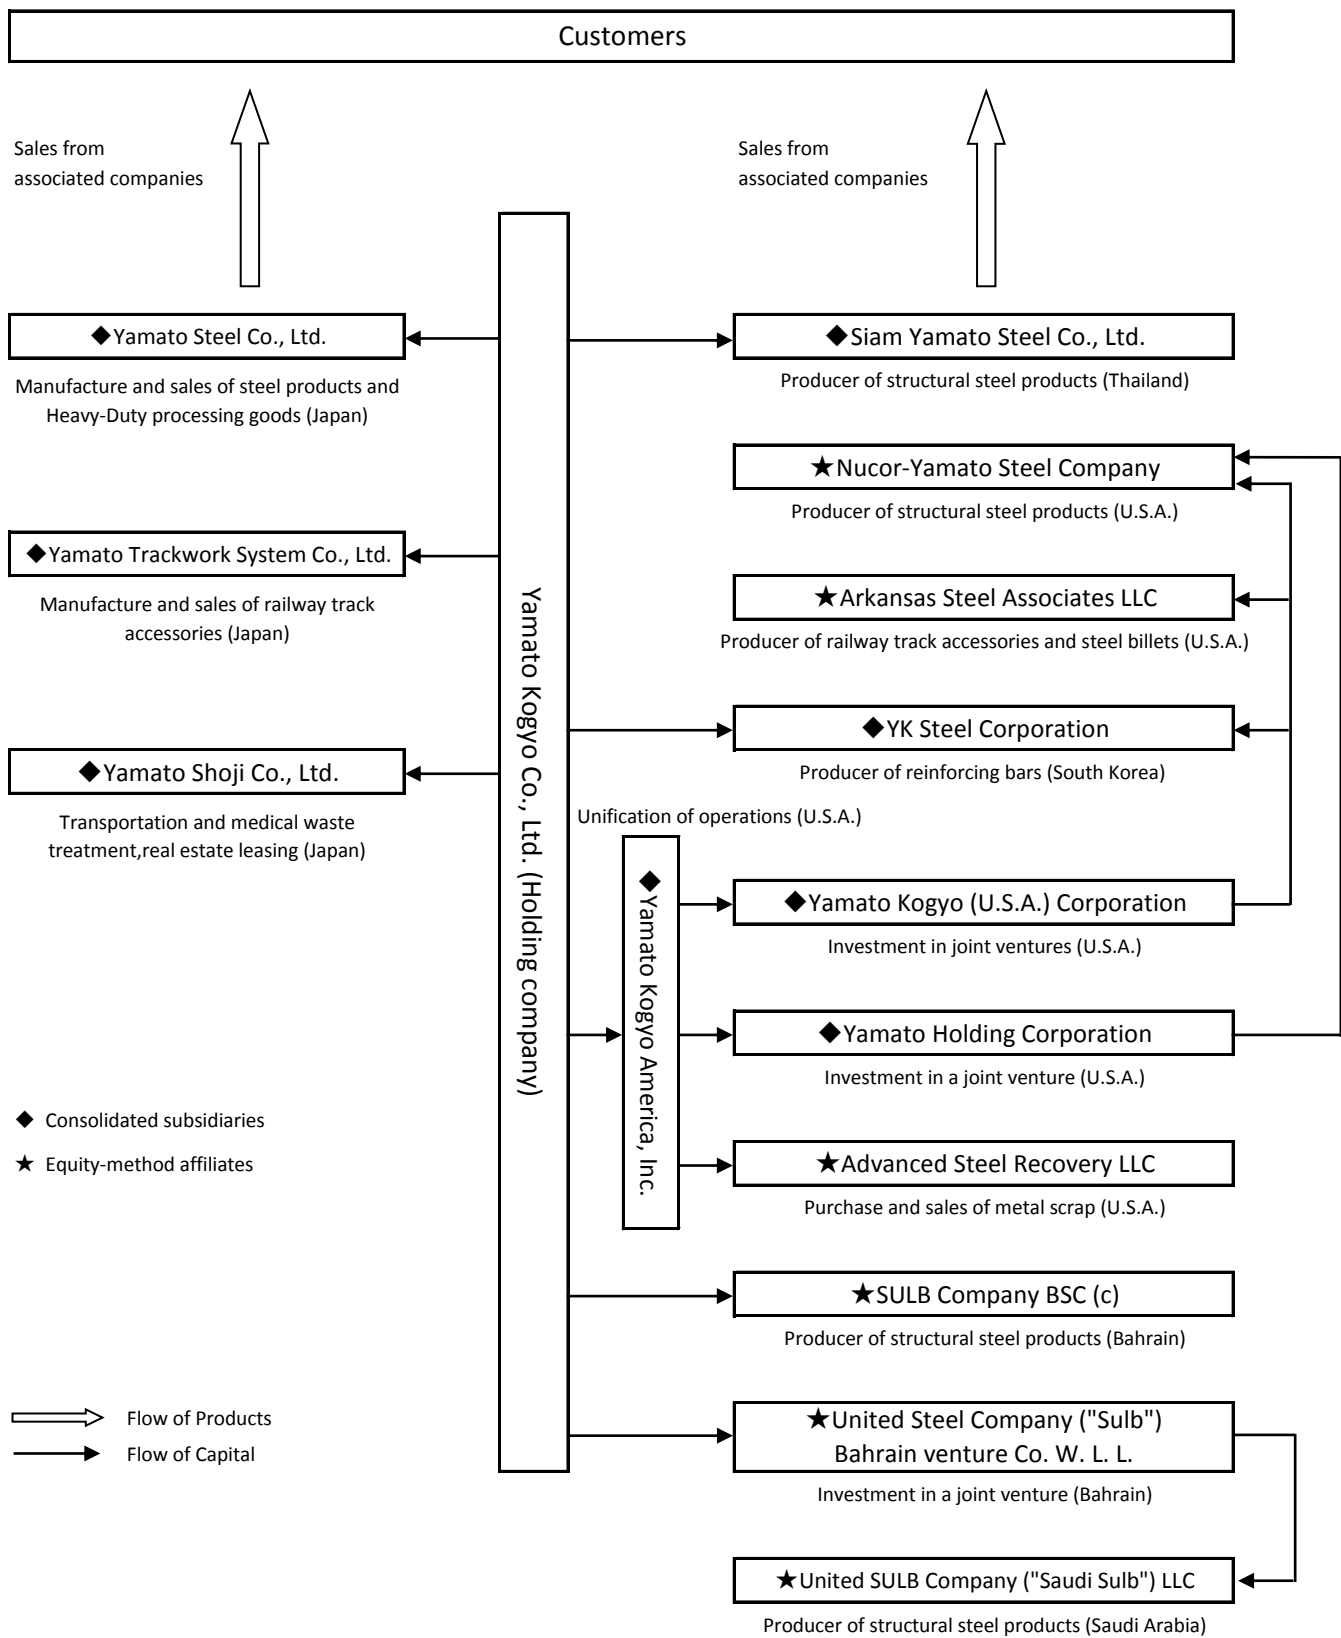 Customers
Sales from
associated companies
Sales from
associated companies
◆Yamato Steel Co., Ltd.
Manufacture and sales of steel products and
Heavy-Duty processing goods (Japan)
◆Yamato Trackwork System Co., Ltd.
Manufacture and sales of railway track
accessories (Japan)
◆Yamato Shoji Co., Ltd.
Transportation and medical waste
treatment,real estate leasing (Japan)
◆ Consolidated subsidiaries
★ Equity-method affiliates
Flow of Products
Flow of Capital
Yamato Kogyo Co., Ltd. (Holding company)
◆Siam Yamato Steel Co., Ltd.
Producer of structural steel products (Thailand)
★Nucor-Yamato Steel Company
Producer of structural steel products (U.S.A.)
★Arkansas Steel Associates LLC
Producer of railway track accessories and steel billets (U.S.A.)
◆YK Steel Corporation
Producer of reinforcing bars (South Korea)
Unification of operations (U.S.A.)
◆Yamato Kogyo America, Inc.
◆Yamato Kogyo (U.S.A.) Corporation
Investment in joint ventures (U.S.A.)
◆Yamato Holding Corporation
Investment in a joint venture (U.S.A.)
★Advanced Steel Recovery LLC
Purchase and sales of metal scrap (U.S.A.)
★SULB Company BSC (c)
Producer of structural steel products (Bahrain)
★United Steel Company ("Sulb")
Bahrain venture Co. W. L. L.
Investment in a joint venture (Bahrain)
★United SULB Company ("Saudi Sulb") LLC
Producer of structural steel products (Saudi Arabia)